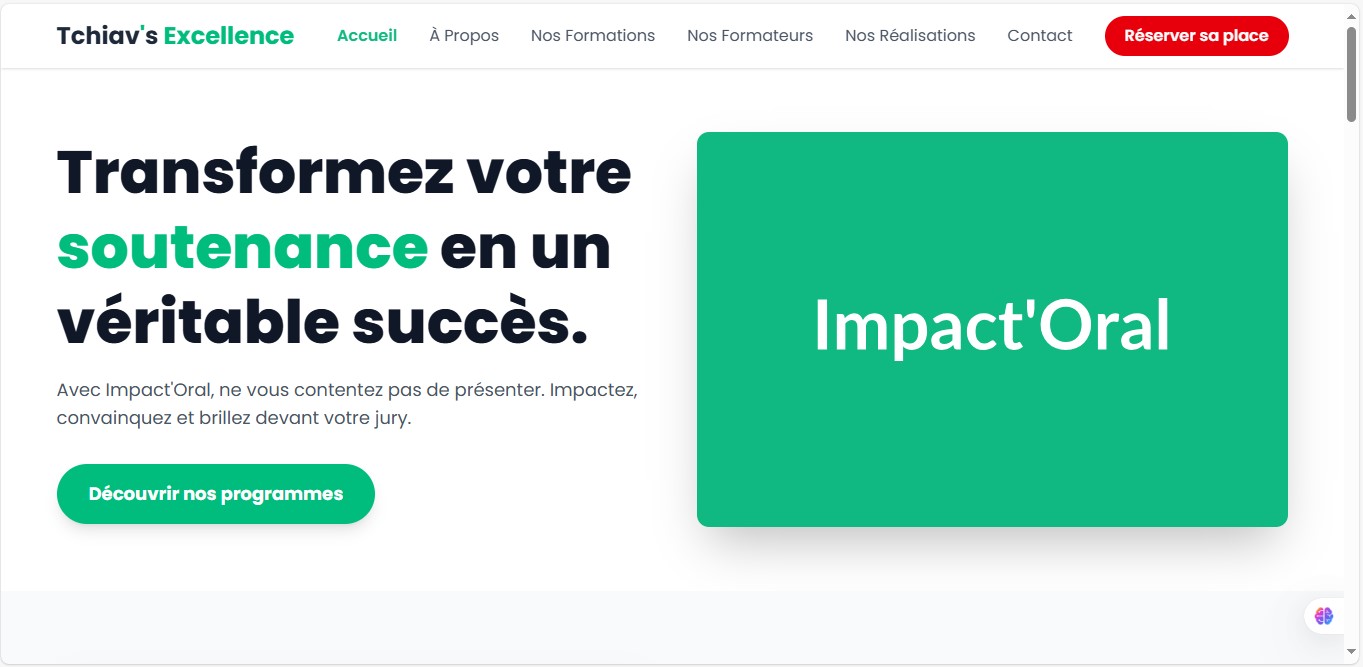 Tchiav's Excellence
Accueil
À Propos
Nos Formations
Nos Formateurs
Nos Réalisations
Contact
Réserver sa place
Transformez votre
soutenance en un
véritable succès.
Avec Impact'Oral, ne vous contentez pas de présenter. Impactez,
convainquez et brillez devant votre jury.
Découvrir nos programmes
Impact'Oral